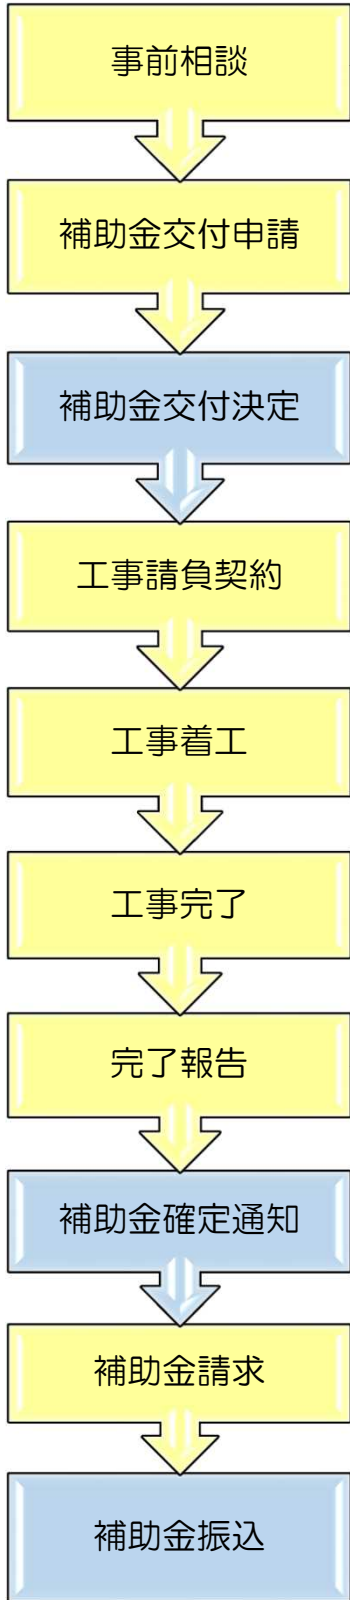 事前相談
補助金交付申請
補助金交付決定
工事請負契約
工事着工
工事完了
完了報告
補助金確定通知
補助金請求
補助金振込